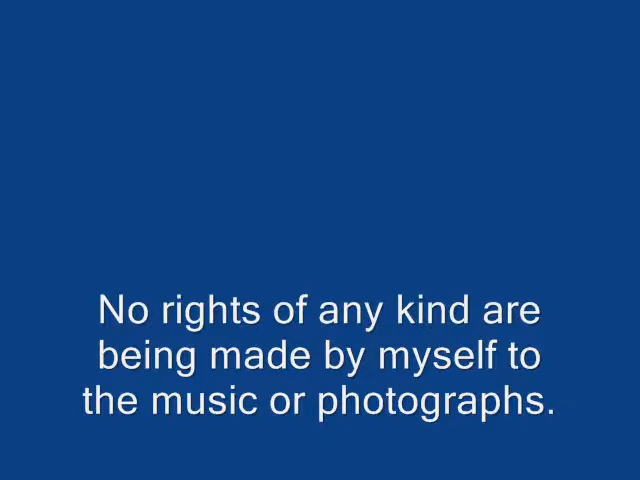 No rights of any kind are
being made by myself to
the music or photographs.